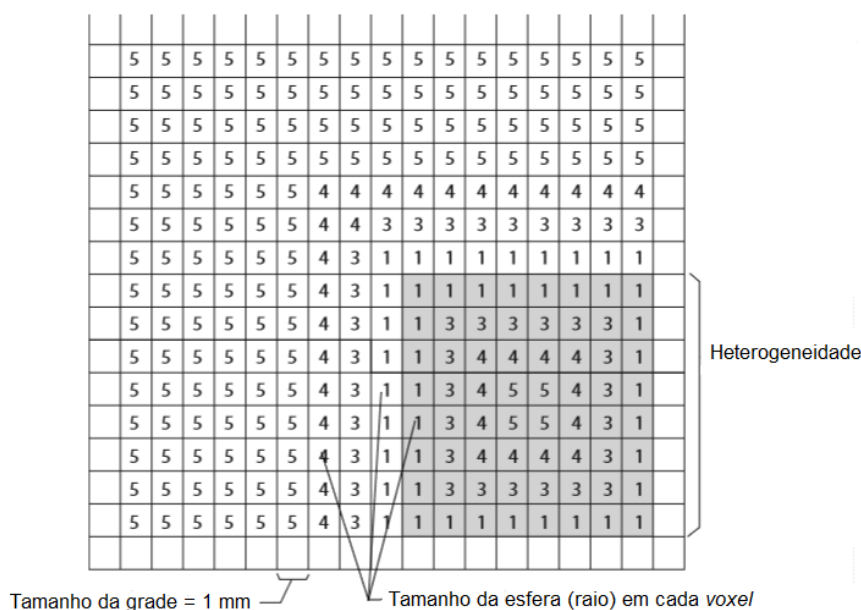 5 5 5 5 5 5 5 5 5 5 5 5 5 5 5 5 5
5 5 5 5 5 5 5 5 5 5 5 5 5 5 5 5 5
5 5 5 5 5 5 5 5 5 5 5 5 5 5 5 5 5
5 5 5 5 5 5 5 5 5 5 5 5 5 5 5 5 5
5 5 5 5 5 5 4 4 4 4 4 4 4 4 4 4 4
5 5 5 5 5 5 4 4 3 3 3 3 3 3 3 3 3
5 5 5 5 5 5 4 3 1 1 1 1 1 1 1 1 1
5 5 5 5 5 5 4 3 1 1 1 1 1 1 1 1 1
5 5 5 5 5 5 4 3 1 1 3 3 3 3 3 3 1
5 5 5 5 5 5 4 3 1 1 3 4 4 4 4 3 1
Heterogeneidade
5 5 5 5 5 5 4 3 1 1 3 4 5 5 4 3 1
5 5 5 5 5 5 4 3 1 1 3 4 5 5 4 3 1
5 5 5 5 5 5 4 3 1 1 3 4 4 4 4 3 1
5 5 5 5 5 5 4 3 1 1 3 3 3 3 3 3 1
5 5 5 5 5 5 4 3 1 1 1 1 1 1 1 1 1
Tamanho da grade = 1 mm
Tamanho da esfera (raio) em cada voxel